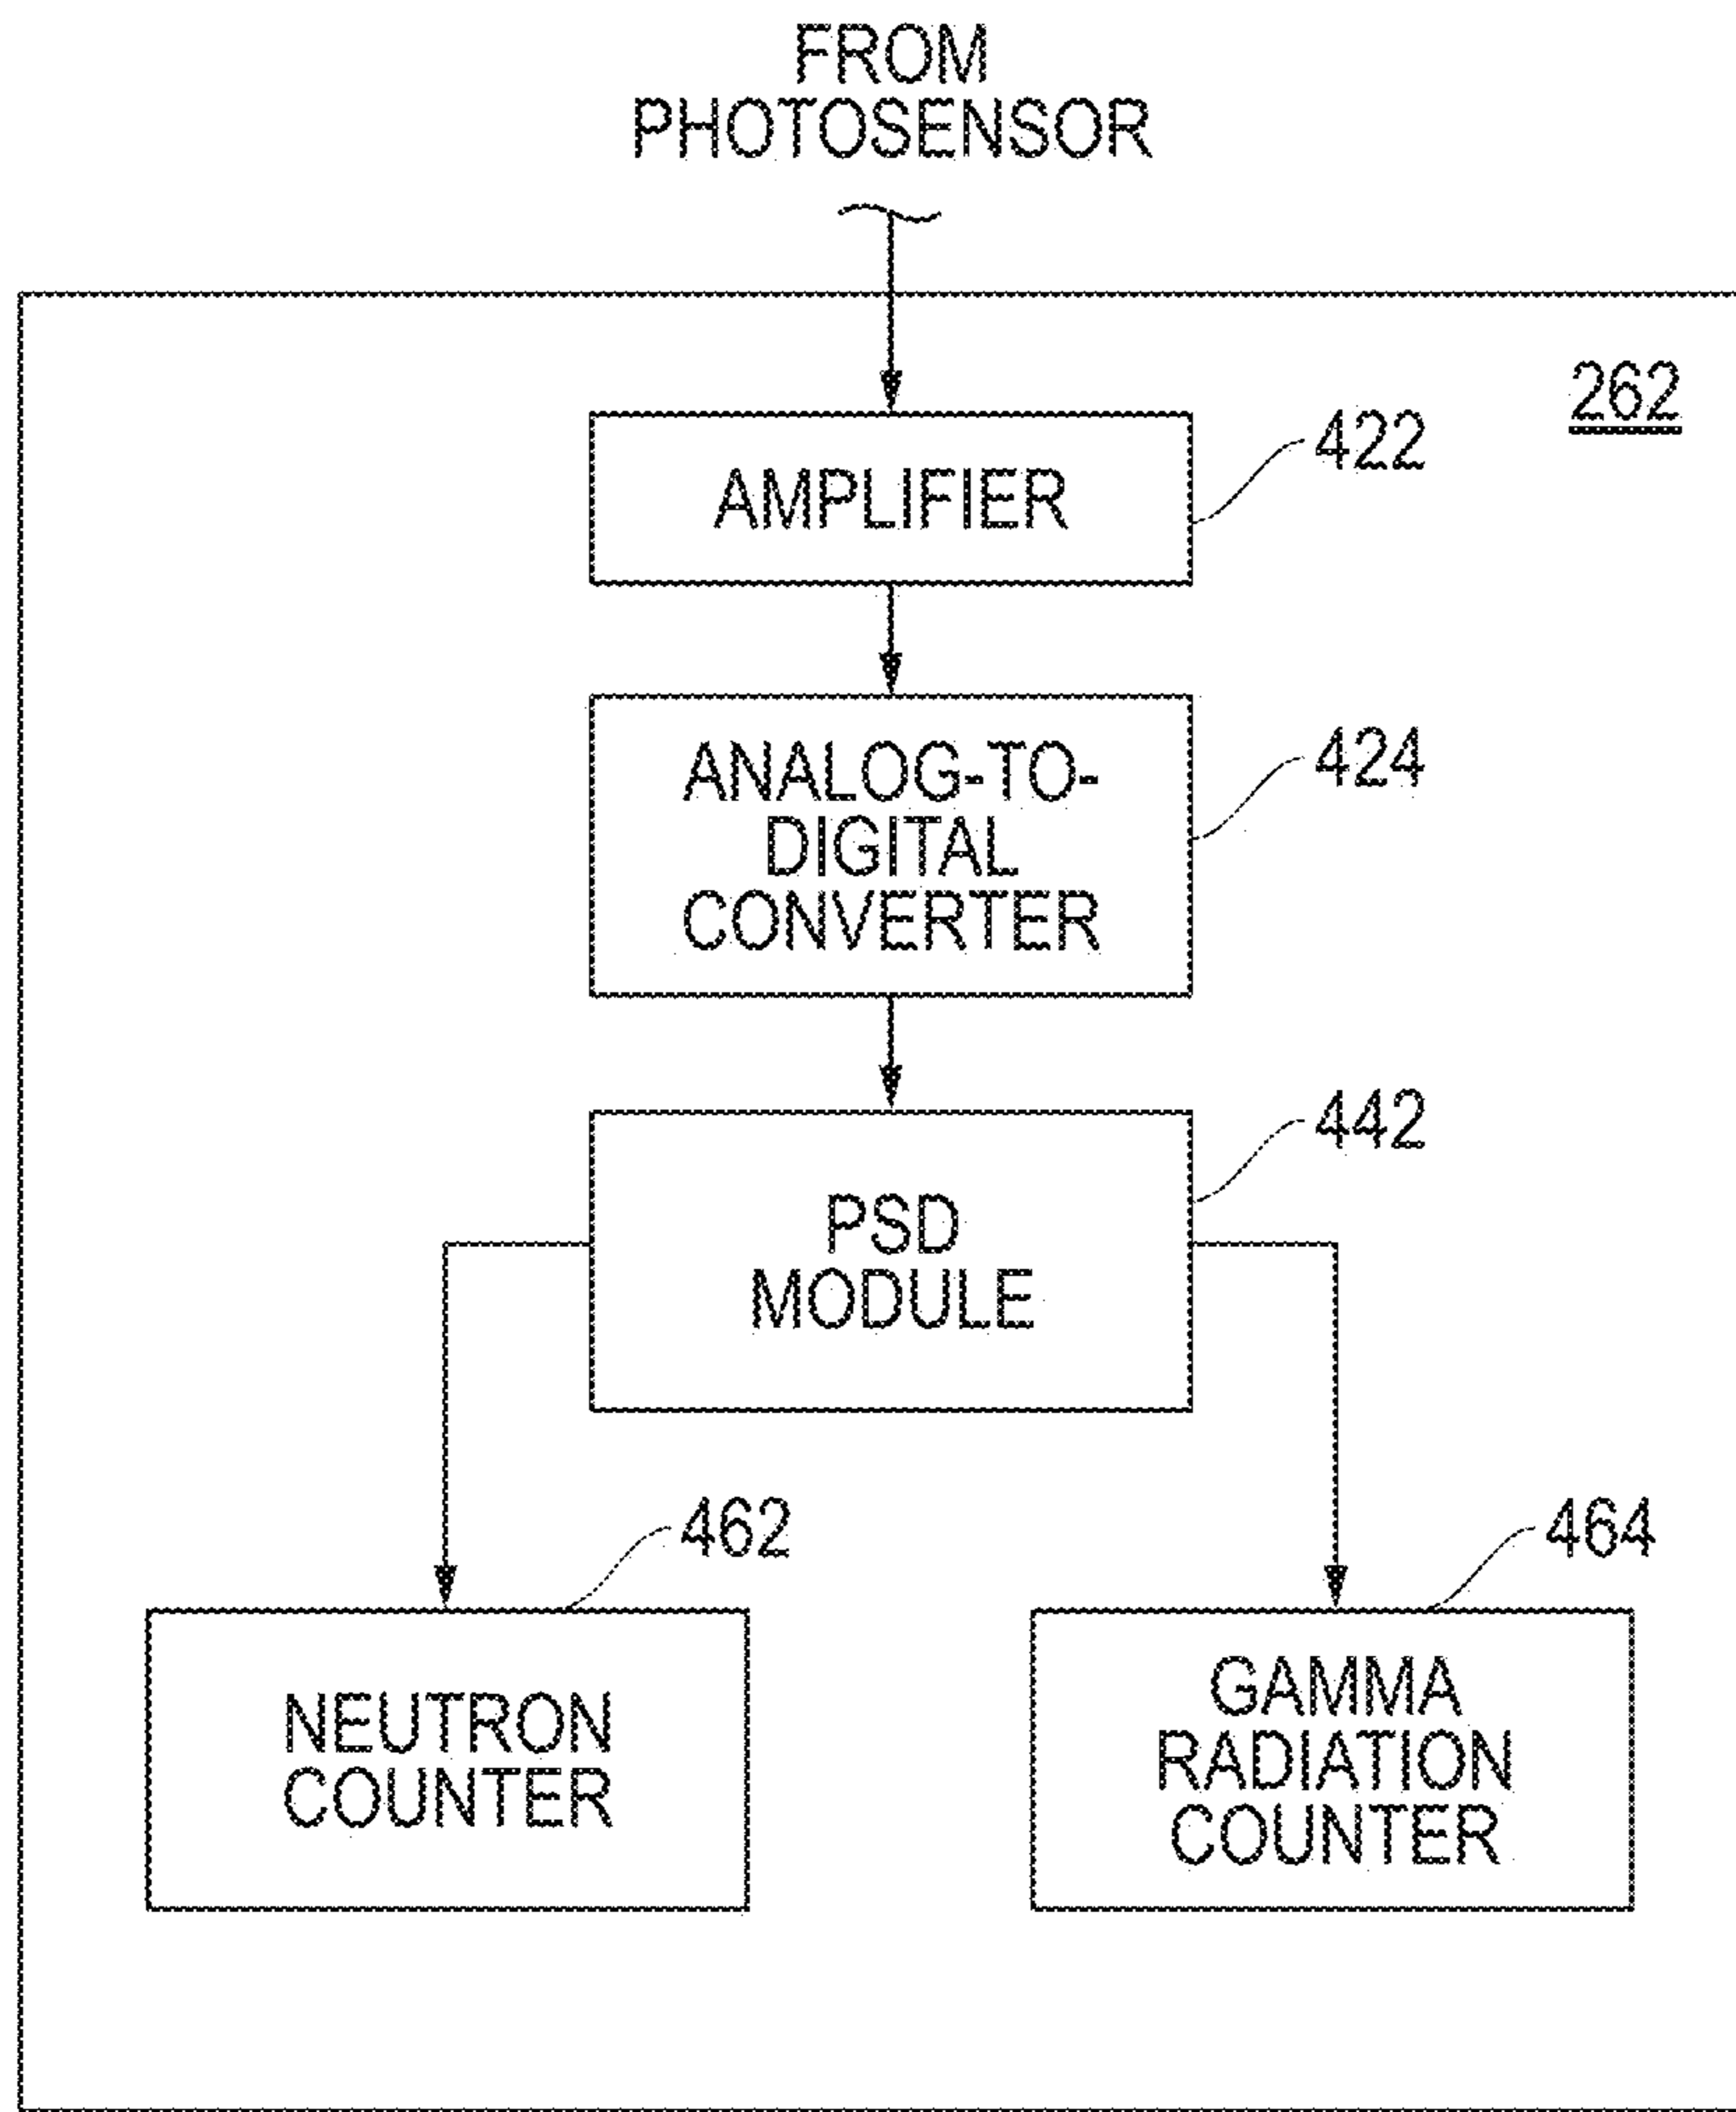 FROM
PHOTOSENSOR
262
AMPLIFIER
422
ANALOG-TO-
DIGITAL
CONVERTER
424
PSD
MODULE
442
462
NEUTRON
COUNTER
464
GAMMA
RADIATION
COUNTER